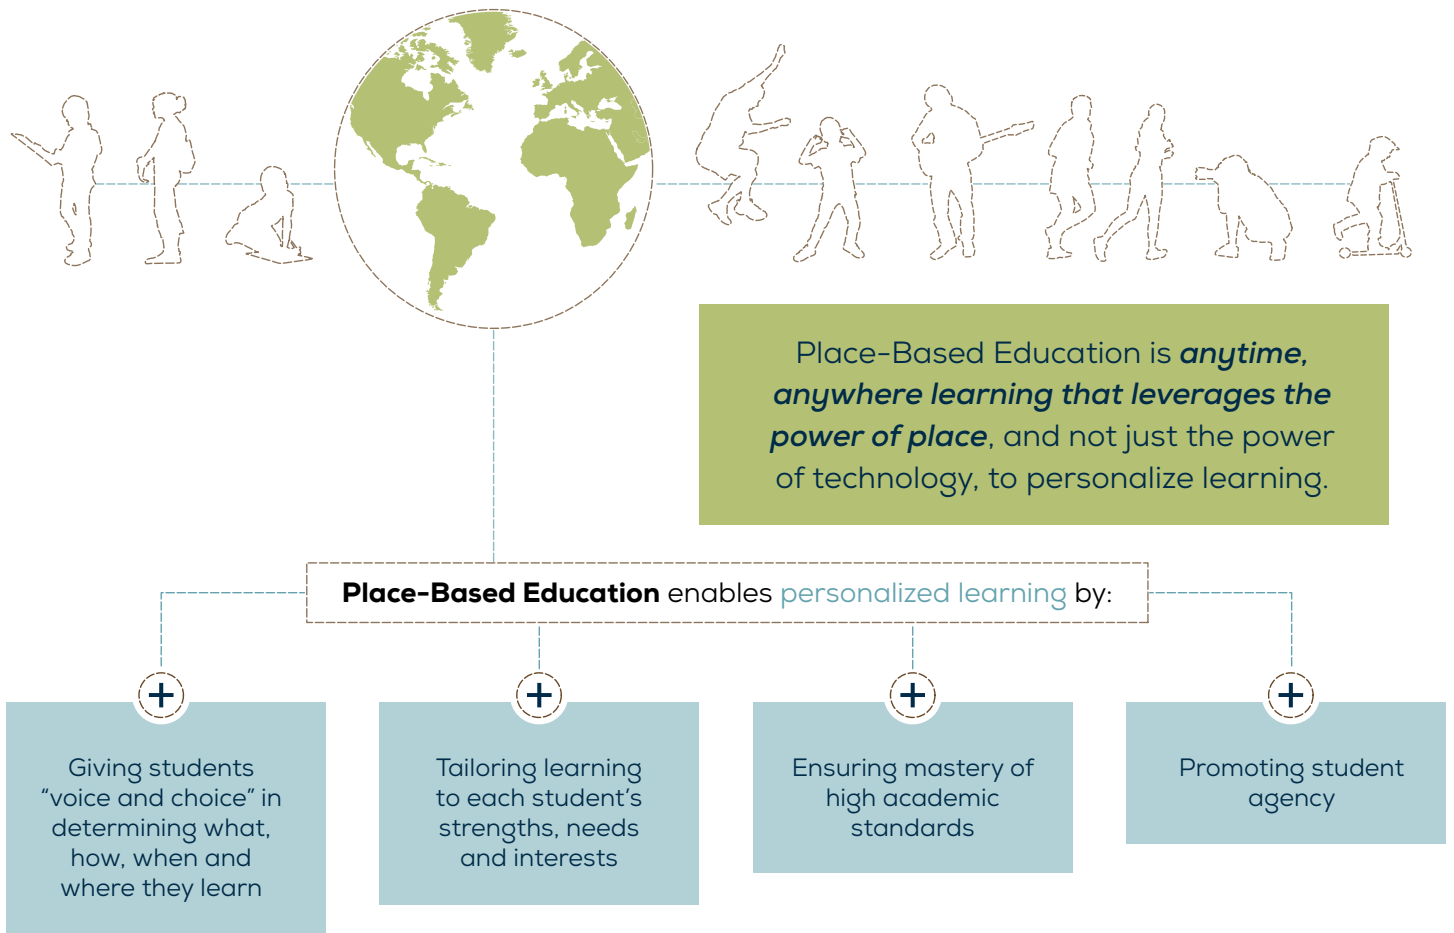 Place-Based Education is anytime,
anywhere learning that leverages the
power of place, and not just the power
of technology, to personalize learning.
Place-Based Education enables personalized learning by:
+
Giving students
“voice and choice” in
determining what,
how, when and
where they learn
+
Tailoring learning
to each student’s
strengths, needs
and interests
+
Ensuring mastery of
high academic
standards
+
Promoting student
agency